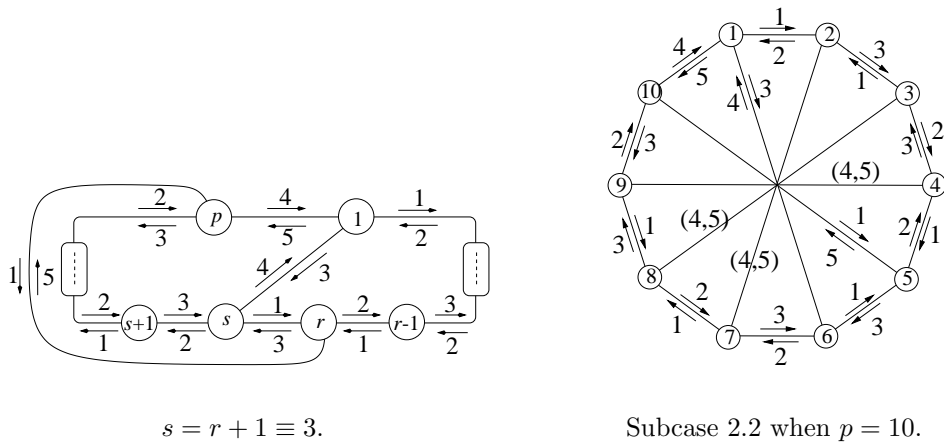 2 4 1
p 1
3 5 2
4 3
1 5
2 3 1 2 3
s+1 s r r-1
1 2 3 1 2
s = r + 1 ≡ 3.
1
1 2
4 2 3
5 3 1
10 4 3
2 3 3 2
9 (4,5) 4
1 (4,5) 1 2 1
3 5
8 (4,5) 5
2 1
1 3 3
7 6
2
Subcase 2.2 when p = 10.